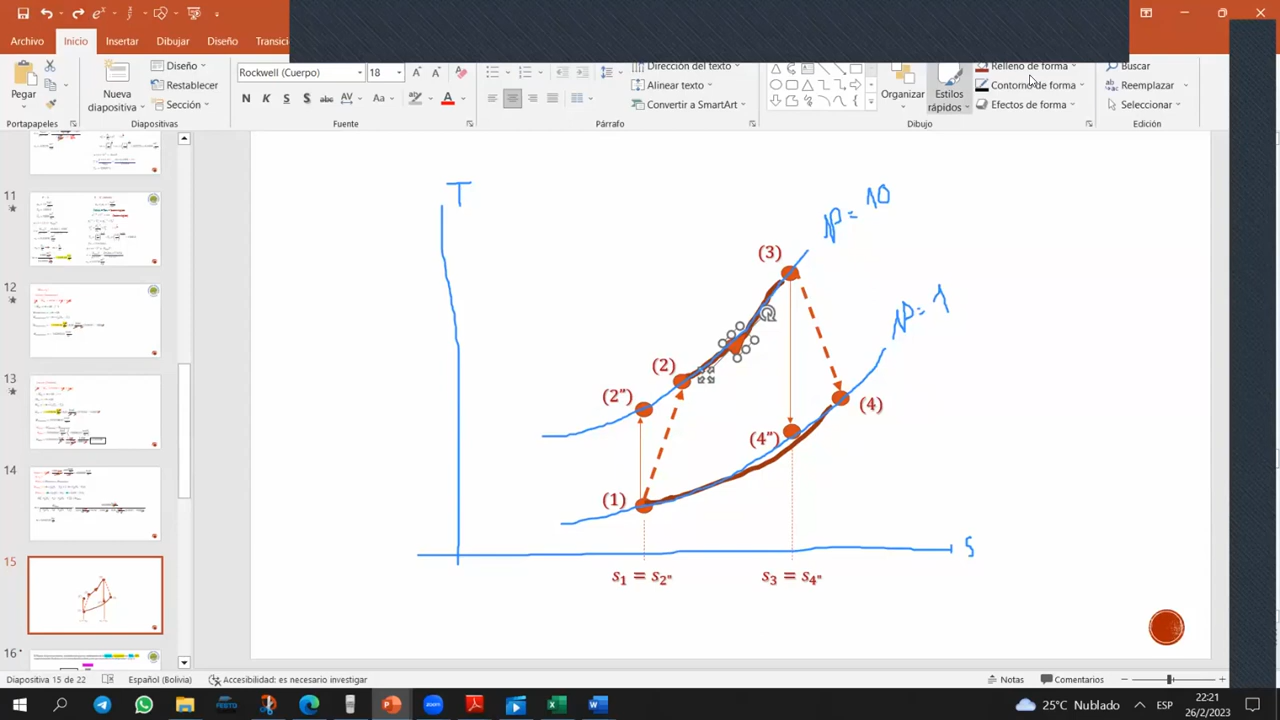 Archivo Inicio Insertar Dibujar Diseño Transici
Pegar
Portapapeles
Nueva diapositiva
Diseño
Restablecer
Sección
Diapositivas
Rockwell (Cuerpo) 18
N K S S abc AV Aa A
Fuente
Dirección del texto
Alinear texto
Convertir a SmartArt
Párrafo
Organizar
Estilos rápidos
Relleno de forma
Contorno de forma
Efectos de forma
Dibujo
Buscar
Reemplazar
Seleccionar
Edición
11
12
13
14
15
16
T
P= 10
(3)
P= 1
(2)
(2")
(4)
(4")
(1)
s
s₁ = s₂"
s₃ = s₄"
Diapositiva 15 de 22 Español (Bolivia) Accesibilidad: es necesario investigar Notas Comentarios
FESTO zoom 25°C Nublado ESP 22:21
26/2/2023